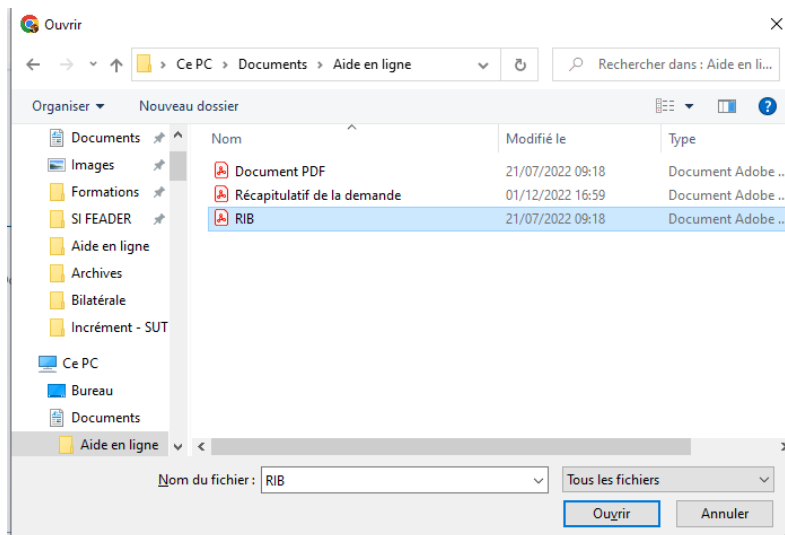 Ouvrir
Ce PC > Documents > Aide en ligne
Rechercher dans : Aide en li...
Organiser
Nouveau dossier
Nom
Modifié le
Type
Documents
Images
Formations
SI FEADER
Aide en ligne
Archives
Bilatérale
Incrément - SUT
Ce PC
Bureau
Documents
Aide en ligne
Document PDF 21/07/2022 09:18 Document Adobe ..
Récapitulatif de la demande 01/12/2022 16:59 Document Adobe ..
RIB 21/07/2022 09:18 Document Adobe ..
Nom du fichier : RIB
Tous les fichiers
Ouvrir
Annuler